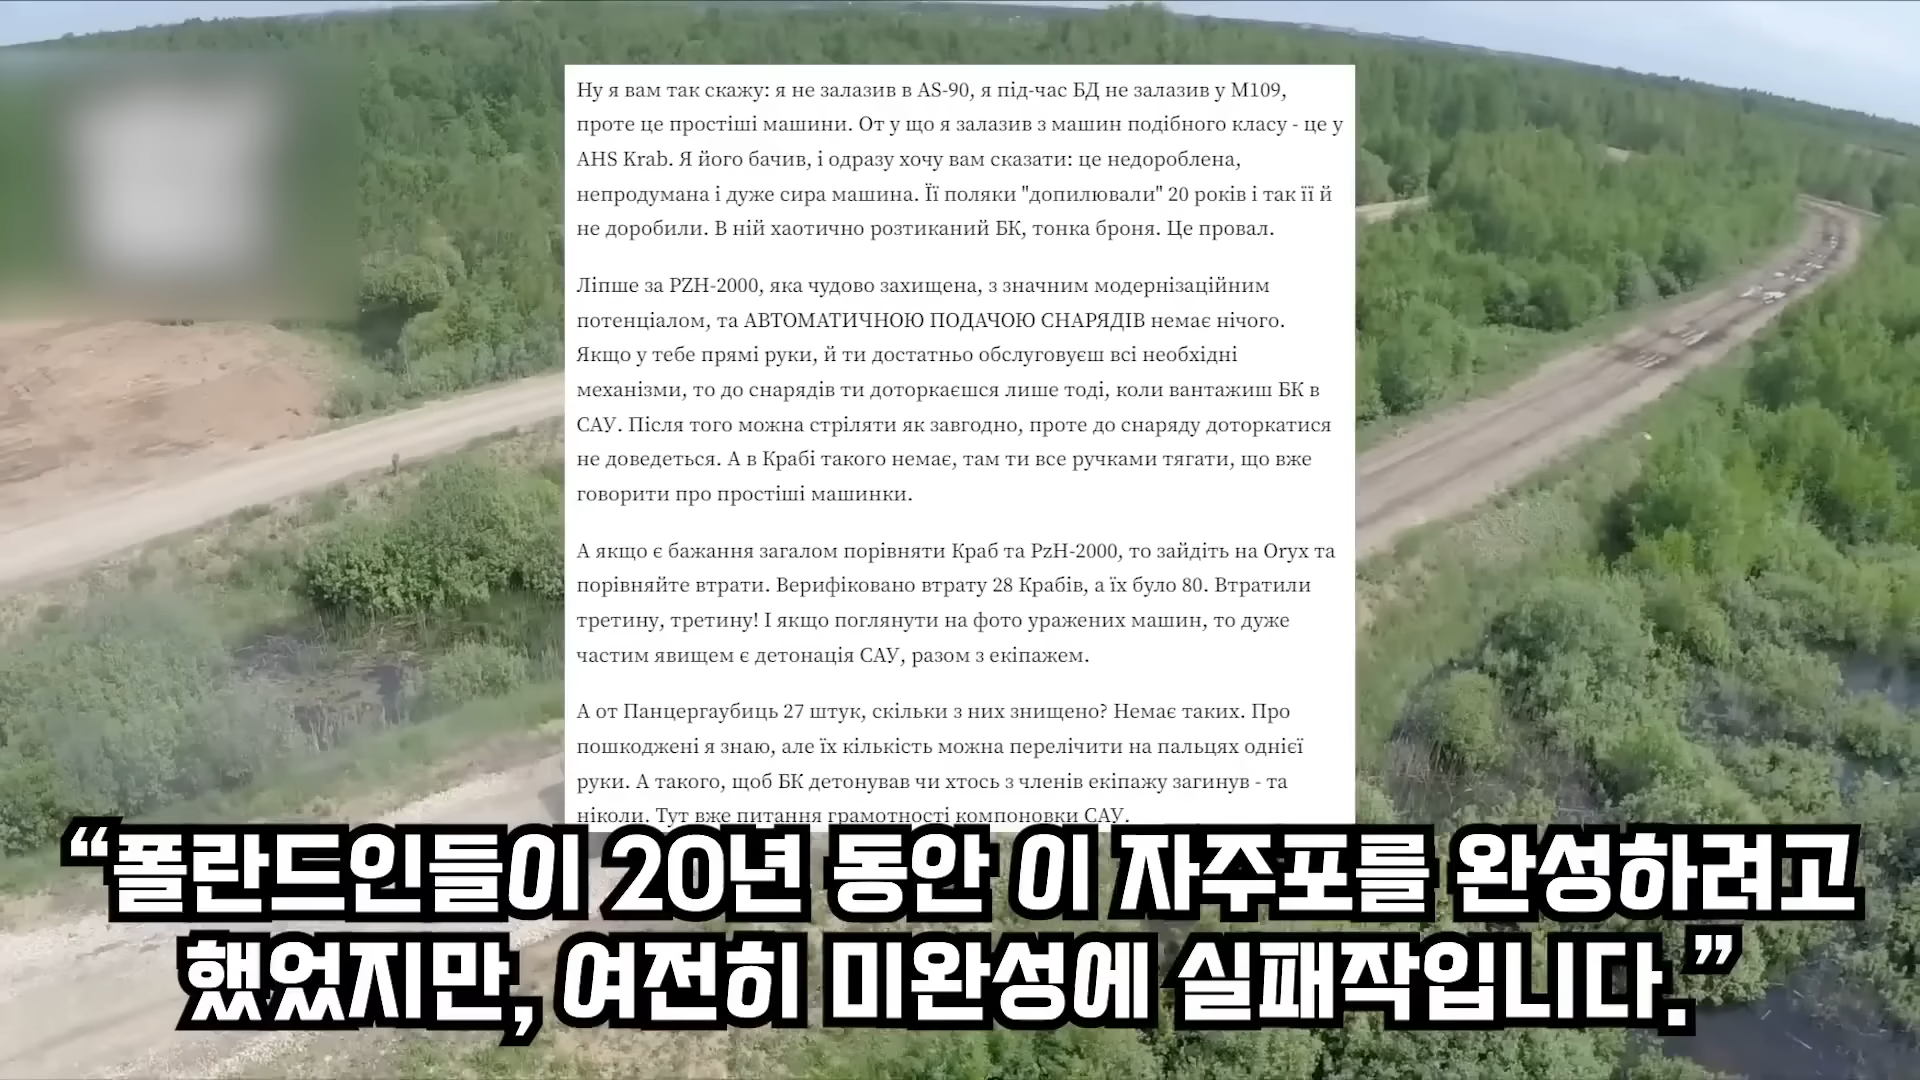 Ну я вам так скажу: я не залазив в AS-90, я під-час БД не залазив у М109,
проте це простіші машини. От у що я залазив з машин подібного класу - це у
AHS Krab. Я його бачив, і одразу хочу вам сказати: це недороблена,
непродумана і дуже сира машина. Її поляки "допилювали" 20 років і так її й
не доробили. В ній хаотично розтиканий БК, тонка броня. Це провал.
Ліпше за PZH-2000, яка чудово захищена, з значним модернізаційним
потенціалом, та АВТОМАТИЧНОЮ ПОДАЧОЮ СНАРЯДІВ немає нічого.
Якщо у тебе прямі руки, й ти достатньо обслуговуєш всі необхідні
механізми, то до снарядів ти доторкаєшся лише тоді, коли вантажиш БК в
САУ. Після того можна стріляти як завгодно, проте до снаряду доторкатися
не доведеться. А в Крабі такого немає, там ти все ручками тягати, що вже
говорити про простіші машинки.
А якщо є бажання загалом порівняти Краб та PzH-2000, то зайдіть на Oryx та
порівняйте втрати. Верифіковано втрату 28 Крабів, а їх було 80. Втратили
третину, третину! І якщо поглянути на фото уражених машин, то дуже
частим явищем є детонація САУ, разом з екіпажем.
А от Панцергаубиць 27 штук, скільки з них знищено? Немає таких. Про
пошкоджені я знаю, але їх кількість можна перелічити на пальцях однієї
руки. А такого, щоб БК детонував чи хтось з членів екіпажу загинув - та
ніколи. Тут вже питання грамотності компоновки САУ.
“폴란드인들이 20년 동안 이 자주포를 완성하려고
했었지만, 여전히 미완성에 실패작입니다.”